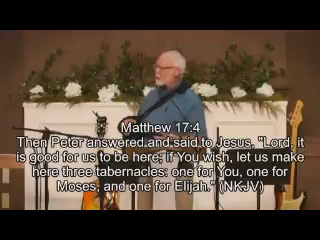 Matthew 17:4
Then Peter answered and said to Jesus, "Lord, it
is good for us to be here; if You wish, let us make
here three tabernacles: one for You, one for
Moses, and one for Elijah." (NKJV)